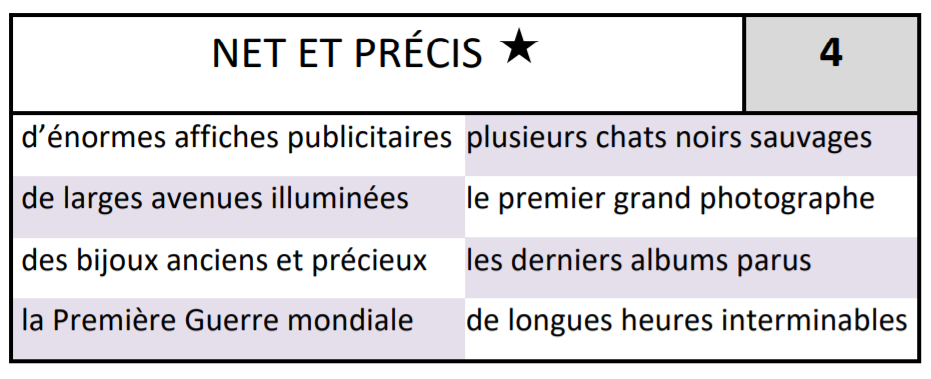 NET ET PRÉCIS ★
4
d’énormes affiches publicitaires
plusieurs chats noirs sauvages
de larges avenues illuminées
le premier grand photographe
des bijoux anciens et précieux
les derniers albums parus
la Première Guerre mondiale
de longues heures interminables